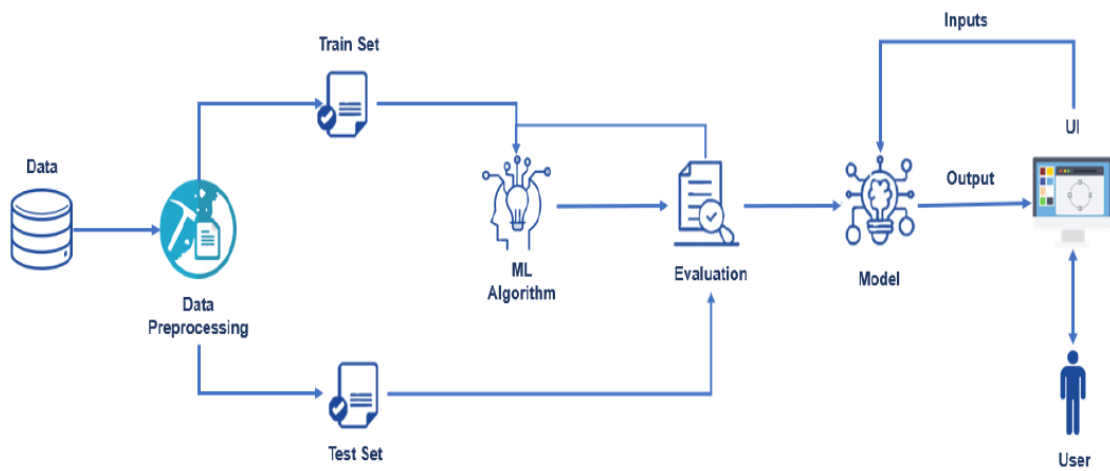 Inputs
Train Set
UI
Data
Output
ML
Algorithm
Evaluation
Model
Data
Preprocessing
Test Set
User